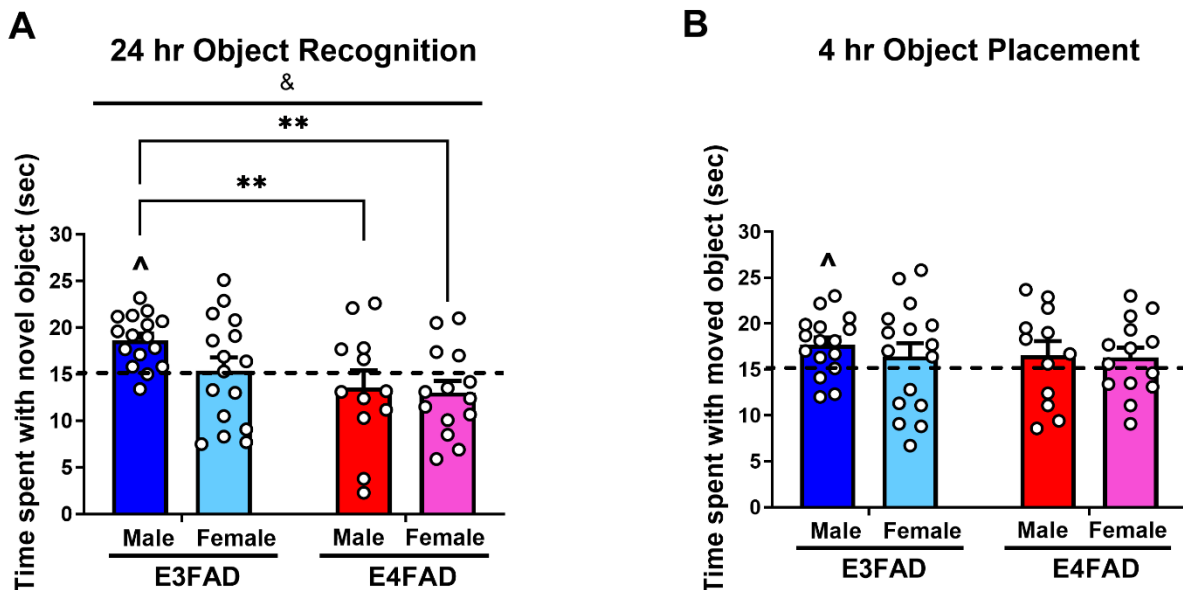 A
24 hr Object Recognition
&
**
**
Time spent with novel object (sec)
30
25
20
15
10
5
0
^
Male Female Male Female
E3FAD E4FAD
B
4 hr Object Placement
Time spent with moved object (sec)
30
25
20
15
10
5
0
^
Male Female Male Female
E3FAD E4FAD